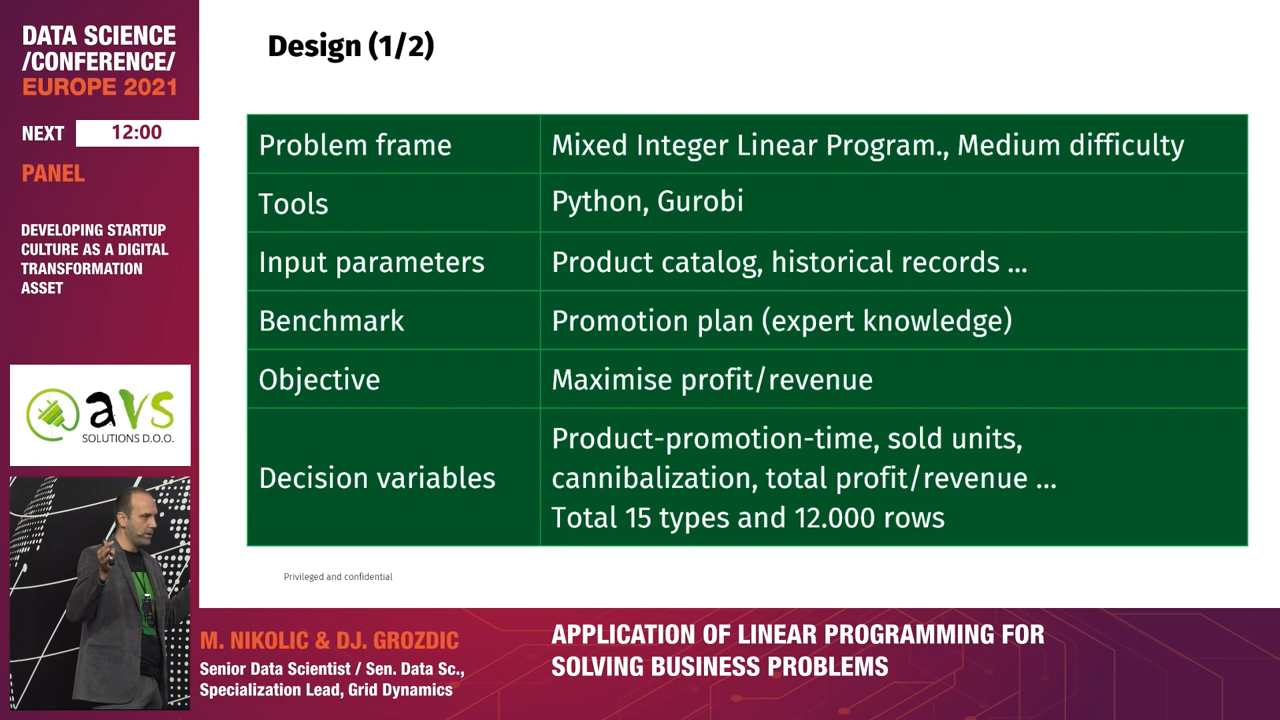 DATA SCIENCE
/CONFERENCE/
EUROPE 2021
NEXT 12:00
PANEL
DEVELOPING STARTUP
CULTURE AS A DIGITAL
TRANSFORMATION
ASSET
avs
SOLUTIONS D.O.O.
Design (1/2)
Problem frame
Mixed Integer Linear Program., Medium difficulty
Tools
Python, Gurobi
Input parameters
Product catalog, historical records ...
Benchmark
Promotion plan (expert knowledge)
Objective
Maximise profit/revenue
Decision variables
Product-promotion-time, sold units,
cannibalization, total profit/revenue ...
Total 15 types and 12.000 rows
Privileged and confidential
M. NIKOLIC & DJ. GROZDIC
Senior Data Scientist / Sen. Data Sc.,
Specialization Lead, Grid Dynamics
APPLICATION OF LINEAR PROGRAMMING FOR
SOLVING BUSINESS PROBLEMS